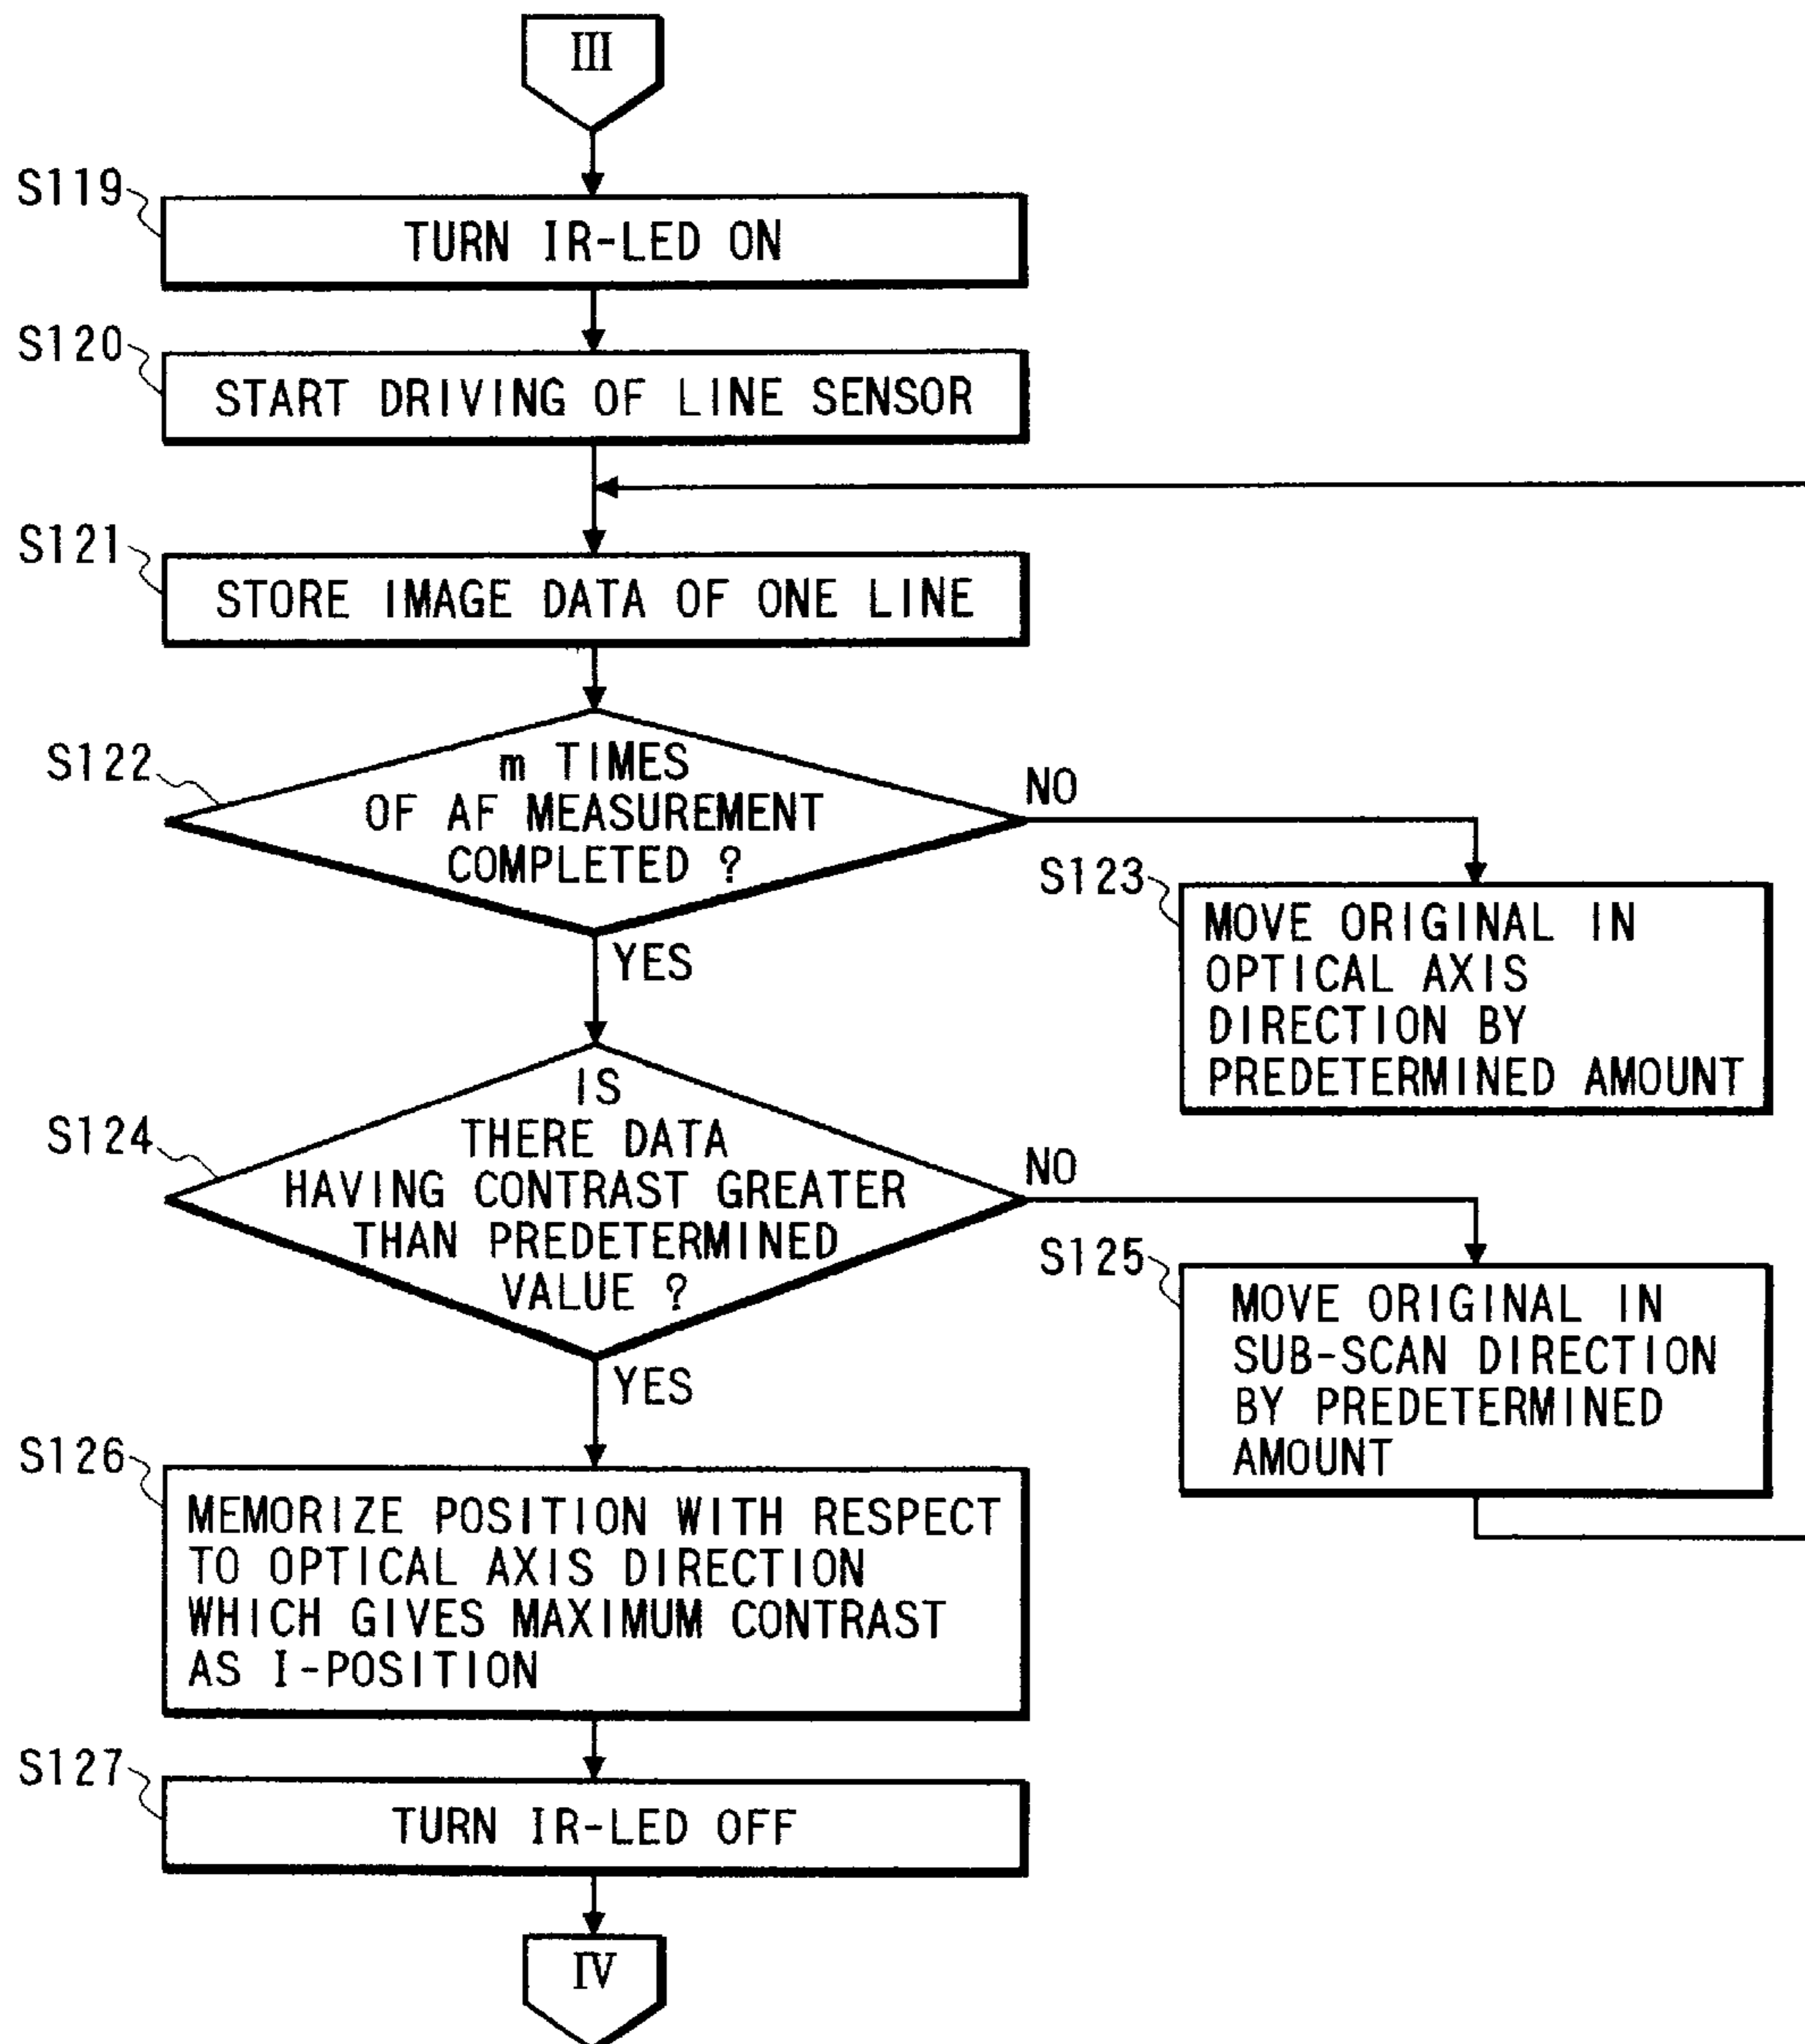 III
S119
TURN IR-LED ON
S120
START DRIVING OF LINE SENSOR
S121
STORE IMAGE DATA OF ONE LINE
S122
m TIMES
OF AF MEASUREMENT
COMPLETED ?
NO
YES
S123
MOVE ORIGINAL IN
OPTICAL AXIS
DIRECTION BY
PREDETERMINED AMOUNT
S124
IS
THERE DATA
HAVING CONTRAST GREATER
THAN PREDETERMINED
VALUE ?
NO
YES
S125
MOVE ORIGINAL IN
SUB-SCAN DIRECTION
BY PREDETERMINED
AMOUNT
S126
MEMORIZE POSITION WITH RESPECT
TO OPTICAL AXIS DIRECTION
WHICH GIVES MAXIMUM CONTRAST
AS I-POSITION
S127
TURN IR-LED OFF
IV